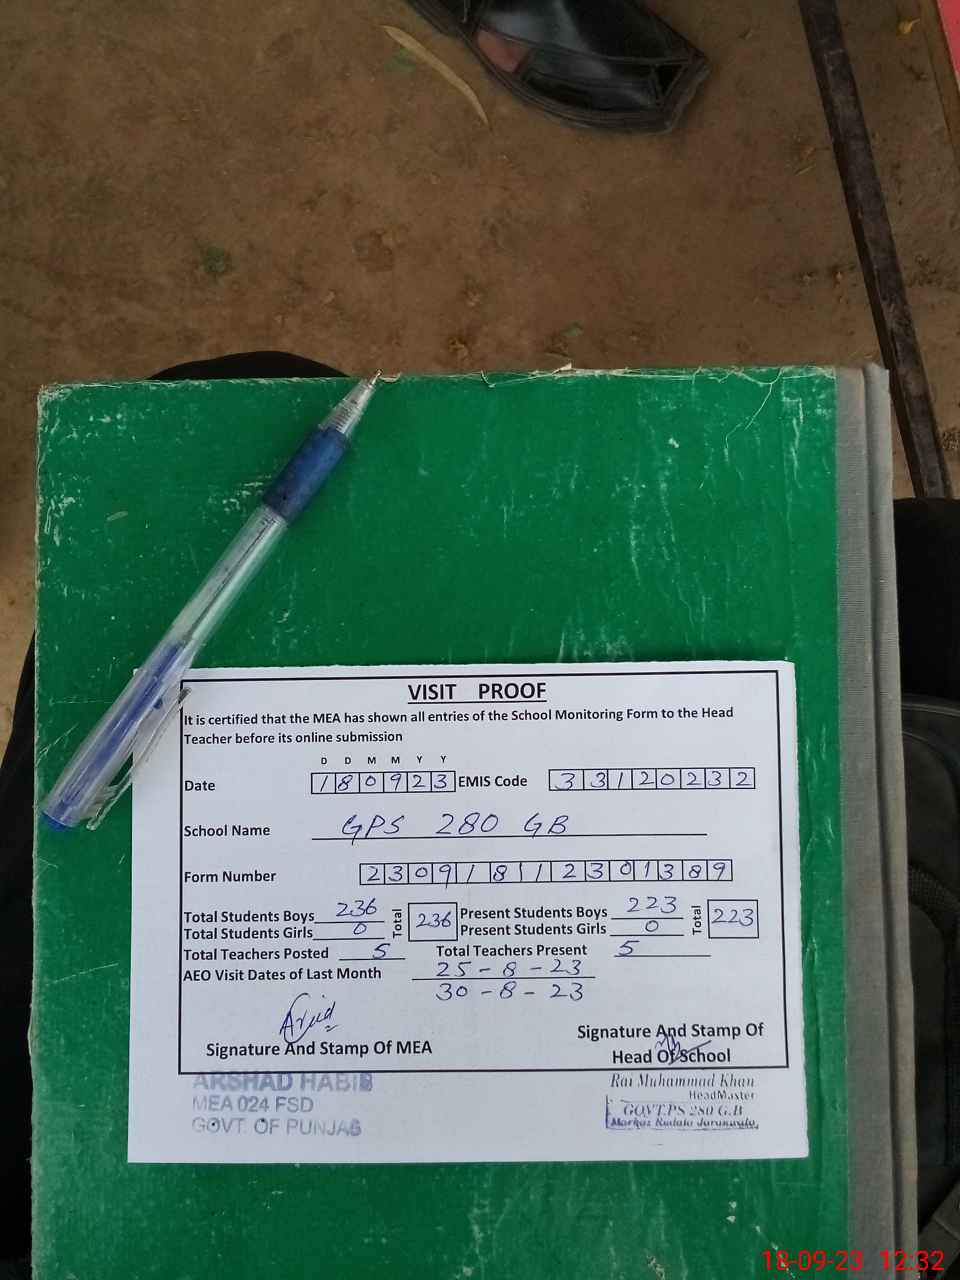 VISIT PROOF
It is certified that the MEA has shown all entries of the School Monitoring Form to the Head
Teacher before its online submission
D D M M Y Y
Date 180923 EMIS Code 33120232
School Name GPS 280 GB
Form Number 23091812301389
Total Students Boys 236 Total 236 Present Students Boys 223 Total 223
Total Students Girls 0 Present Students Girls 0
Total Teachers Posted 5 Total Teachers Present 5
AEO Visit Dates of Last Month 25-8-23
30-8-23
Signature And Stamp Of MEA
Signature And Stamp Of
Head Of School
ARSHAD HABIB
MEA 024 FSD
GOVT. OF PUNJAB
Rai Muhammad Khan
HeadMaster
GOVT.PS 280 G.B
Markaz
18-09-23 12:32